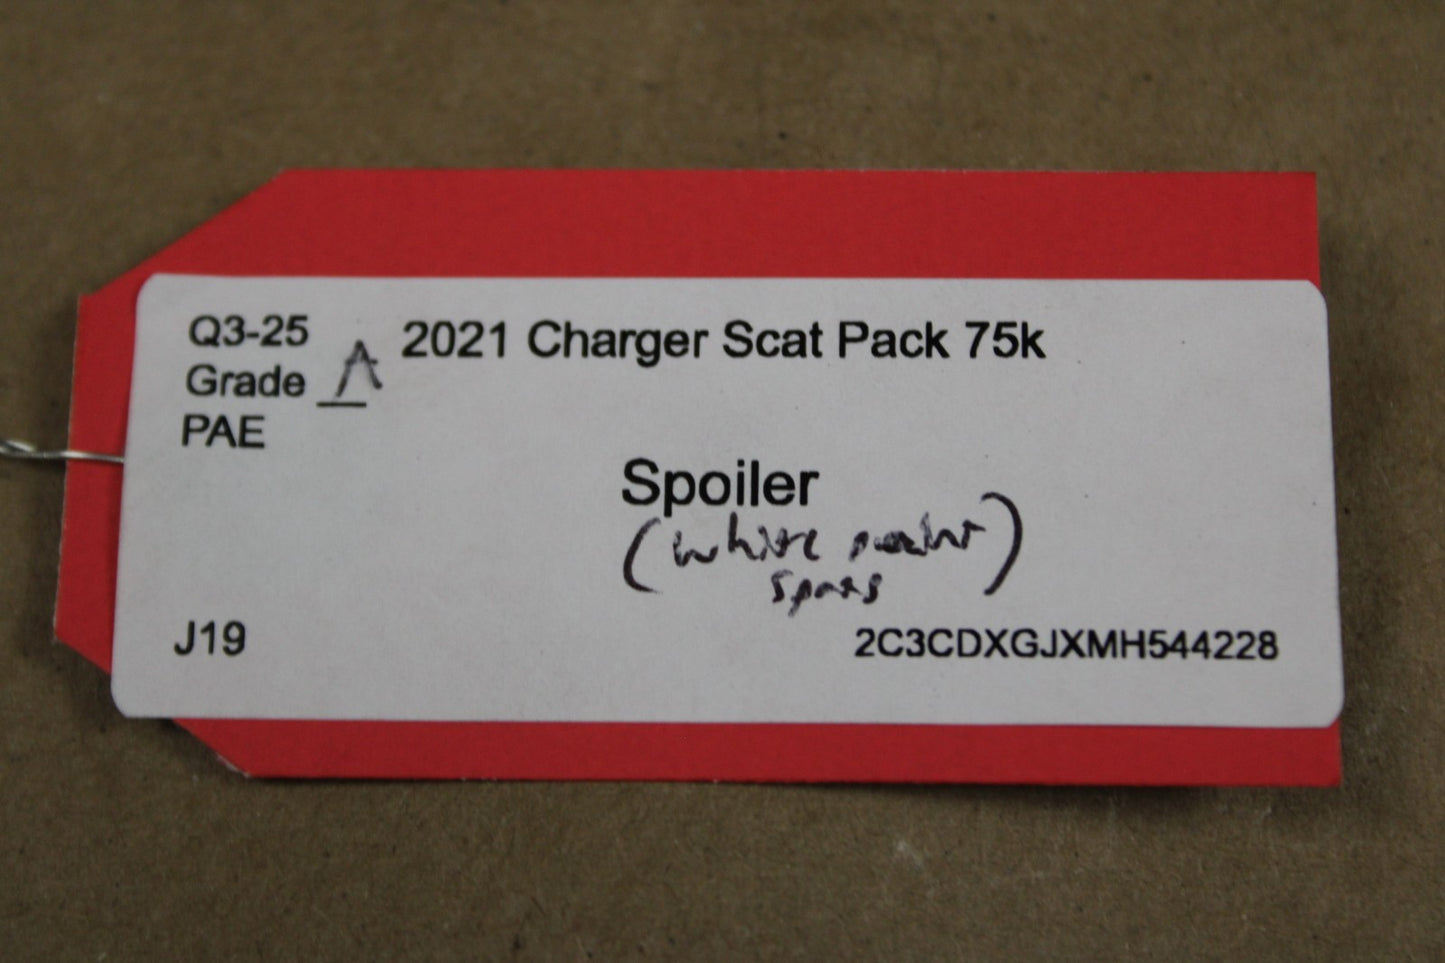 Q3-25
Grade A
PAE
2021 Charger Scat Pack 75k
Spoiler
(white paint)
spots
J19
2C3CDXGJXMH544228